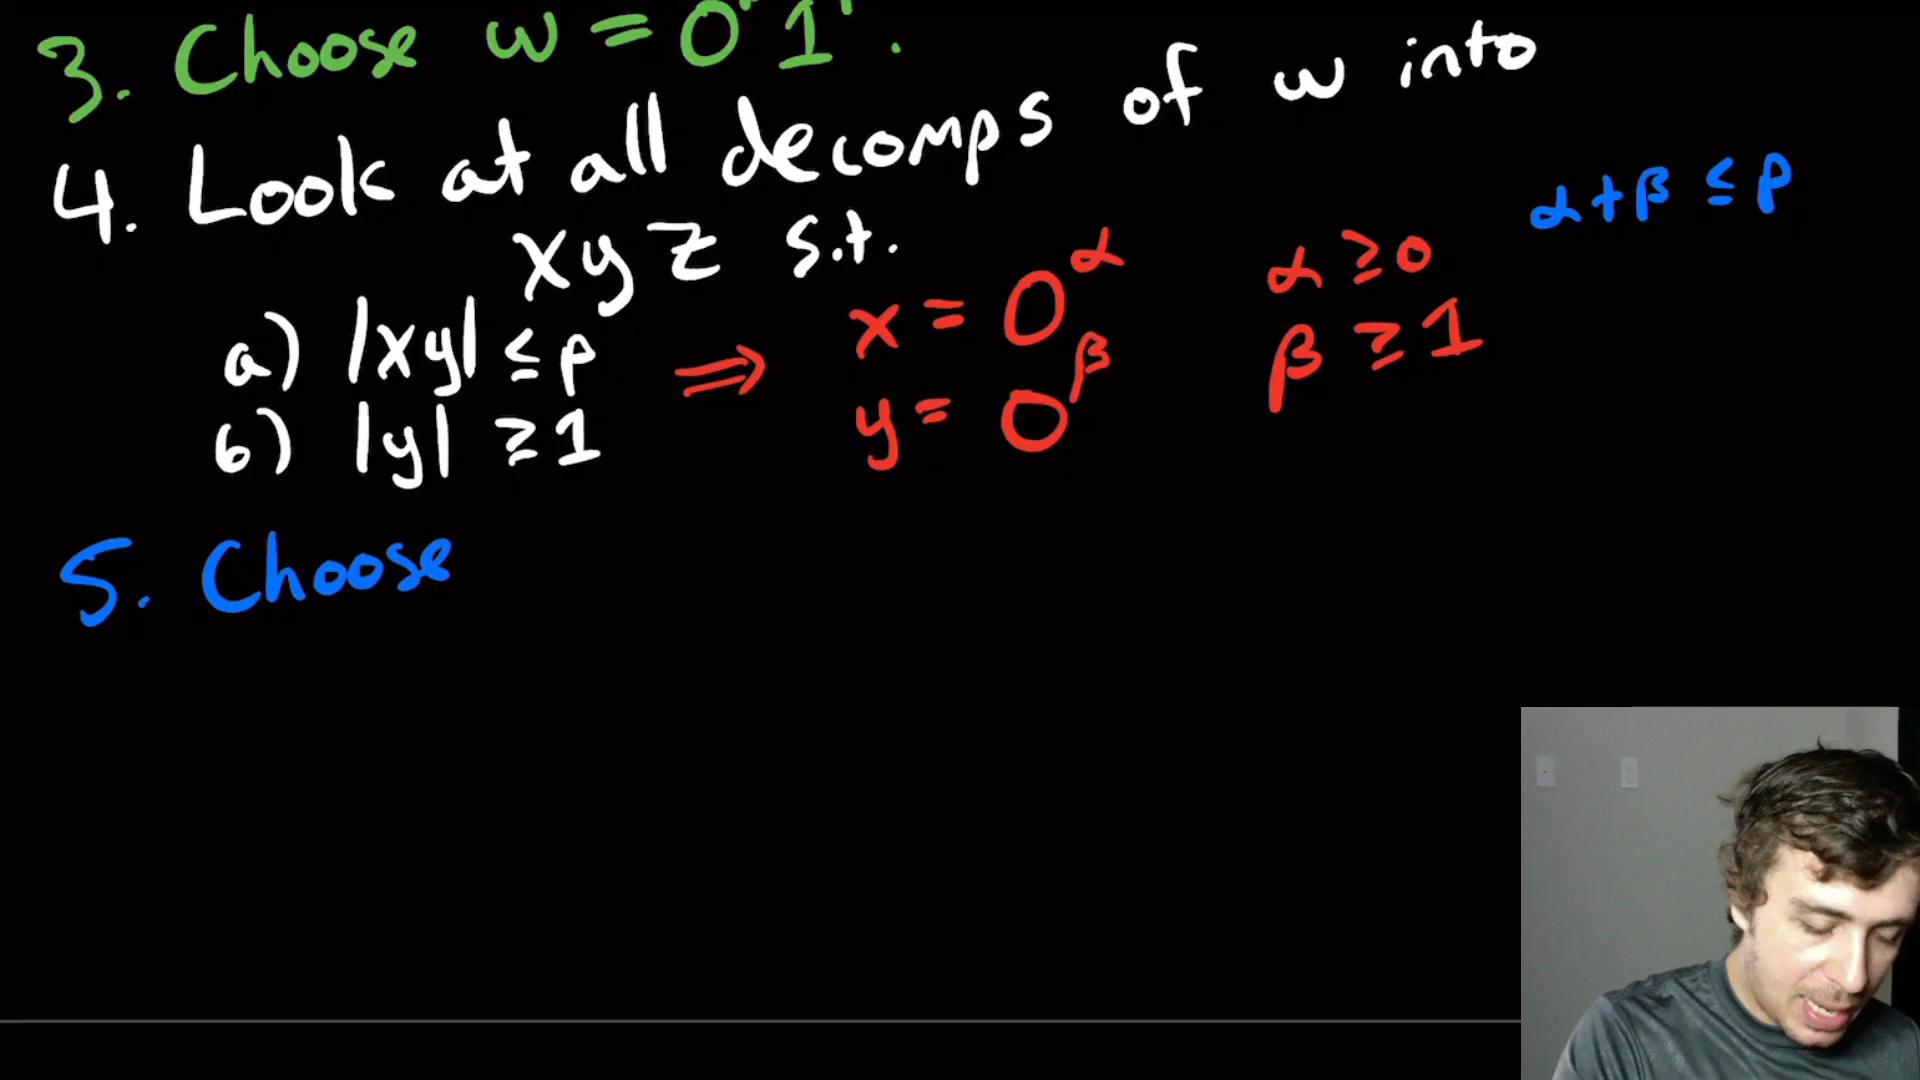 3. Choose w = 0 1 .
4. Look at all decomps of w into
xyz s.t.
α + β ≤ p
a) |xy| ≤ p ⇒ x = 0^α α ≥ 0
b) |y| ≥ 1 y = 0^β β ≥ 1
5. Choose